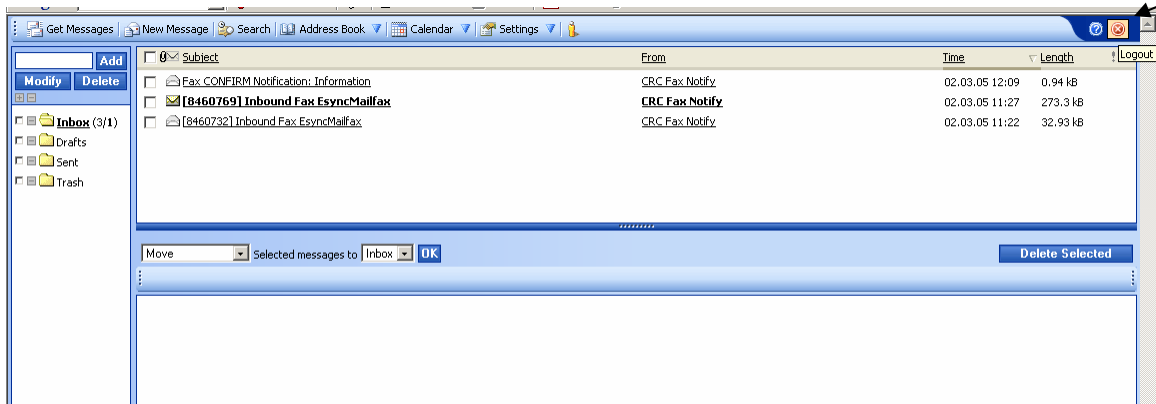 Get Messages New Message Search Address Book Calendar Settings
Add Subject From Time Length ! Logout
Modify Delete
Fax CONFIRM Notification: Information CRC Fax Notify 02.03.05 12:09 0.94 kB
[8460769] Inbound Fax EsyncMailfax CRC Fax Notify 02.03.05 11:27 273.3 kB
Inbox (3/1) [8460732] Inbound Fax EsyncMailfax CRC Fax Notify 02.03.05 11:22 32.93 kB
Drafts
Sent
Trash
Move Selected messages to Inbox OK Delete Selected